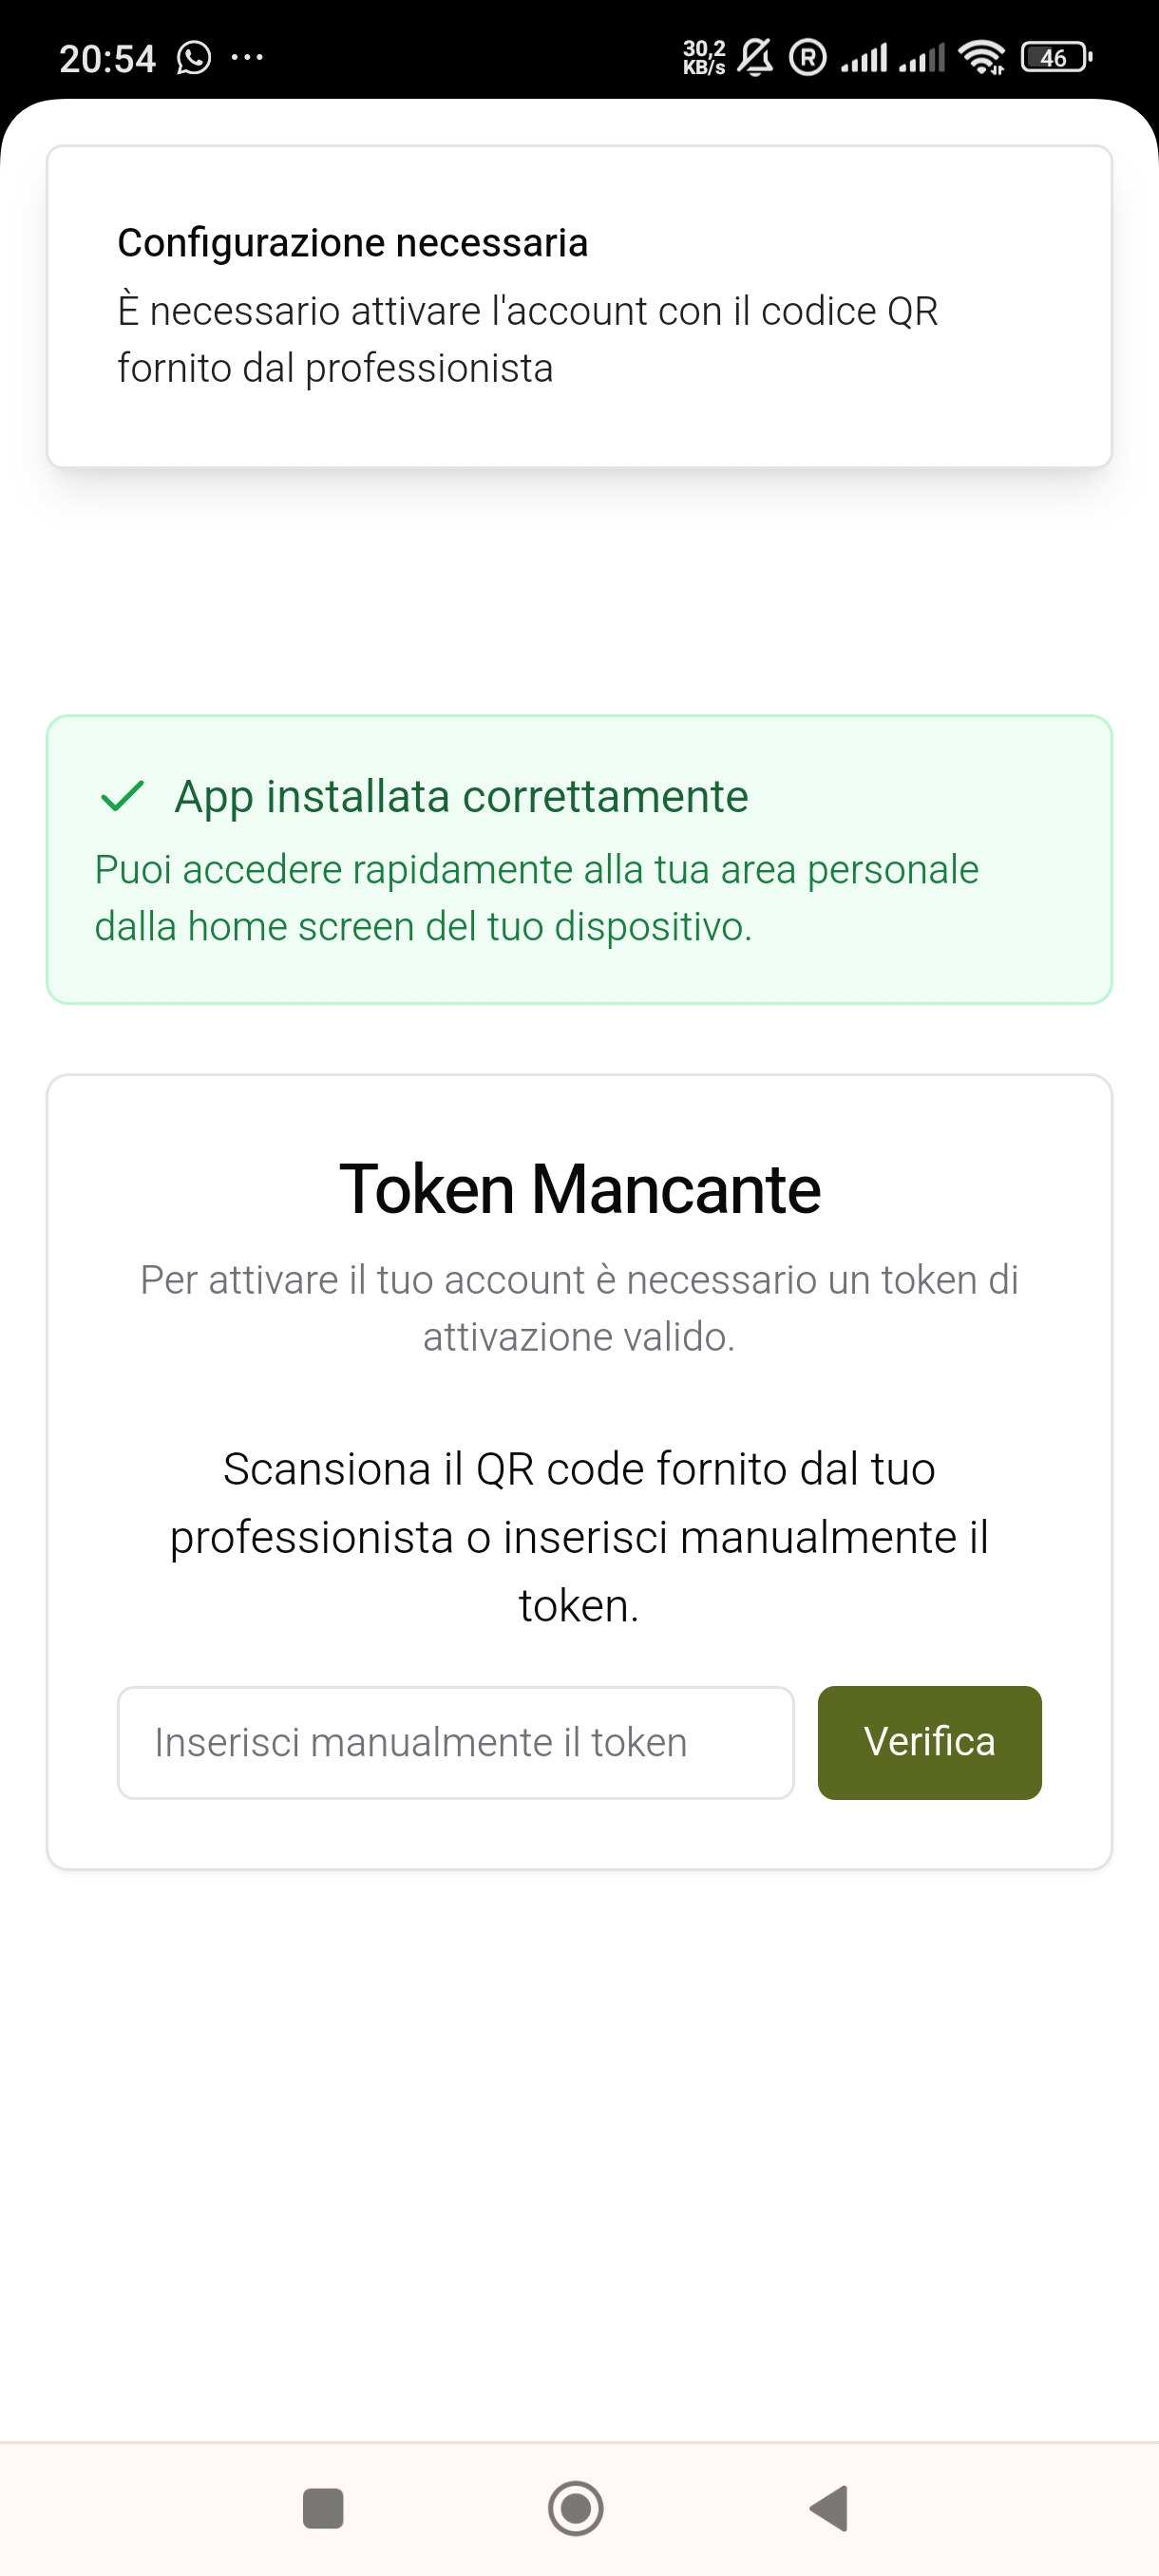 20:54 ...
30,2
KB/s
R
46
Configurazione necessaria
È necessario attivare l'account con il codice QR
fornito dal professionista
App installata correttamente
Puoi accedere rapidamente alla tua area personale
dalla home screen del tuo dispositivo.
Token Mancante
Per attivare il tuo account è necessario un token di
attivazione valido.
Scansiona il QR code fornito dal tuo
professionista o inserisci manualmente il
token.
Inserisci manualmente il token
Verifica